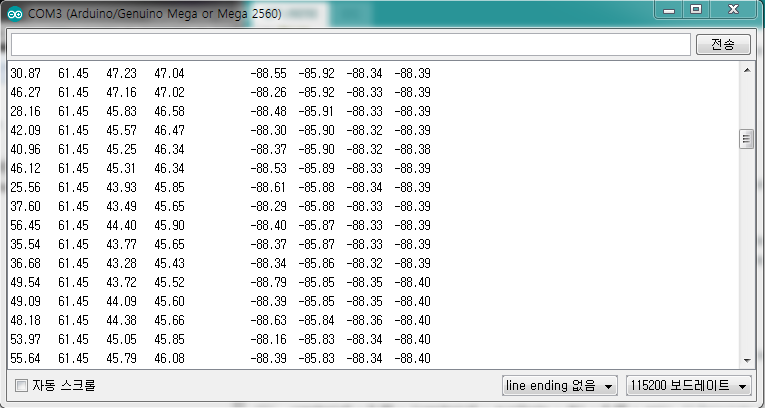 COM3 (Arduino/Genuino Mega or Mega 2560)
전송
30.87 61.45 47.23 47.04 -88.55 -85.92 -88.34 -88.39
46.27 61.45 47.16 47.02 -88.26 -85.92 -88.33 -88.39
28.16 61.45 45.83 46.58 -88.48 -85.91 -88.33 -88.39
42.09 61.45 45.57 46.47 -88.30 -85.90 -88.32 -88.39
40.96 61.45 45.25 46.34 -88.37 -85.90 -88.32 -88.38
46.12 61.45 45.31 46.34 -88.53 -85.89 -88.33 -88.39
25.56 61.45 43.93 45.85 -88.61 -85.88 -88.34 -88.39
37.60 61.45 43.49 45.65 -88.29 -85.88 -88.33 -88.39
56.45 61.45 44.40 45.90 -88.40 -85.87 -88.33 -88.39
35.54 61.45 43.77 45.65 -88.37 -85.87 -88.33 -88.39
36.68 61.45 43.28 45.43 -88.34 -85.86 -88.32 -88.39
49.54 61.45 43.72 45.52 -88.79 -85.85 -88.35 -88.40
49.09 61.45 44.09 45.60 -88.39 -85.85 -88.35 -88.40
48.18 61.45 44.38 45.66 -88.63 -85.84 -88.36 -88.40
53.97 61.45 45.05 45.85 -88.16 -85.83 -88.34 -88.40
55.64 61.45 45.79 46.08 -88.39 -85.83 -88.34 -88.40
자동 스크롤
line ending 없음
115200 보드레이트